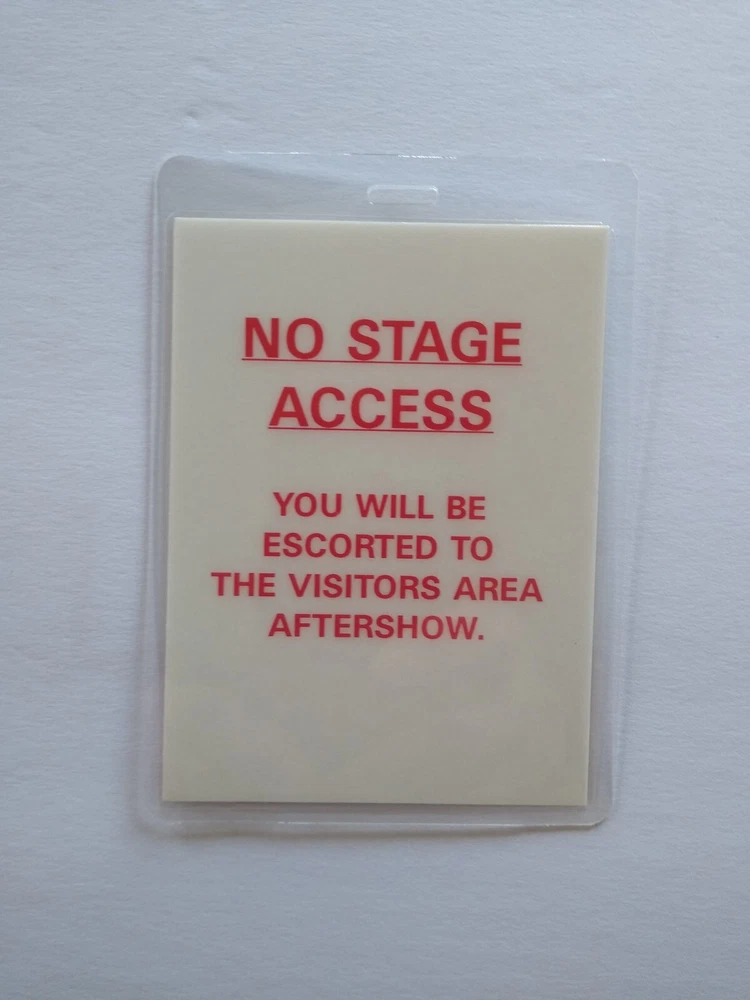 NO STAGE
ACCESS
YOU WILL BE
ESCORTED TO
THE VISITORS AREA
AFTERSHOW.